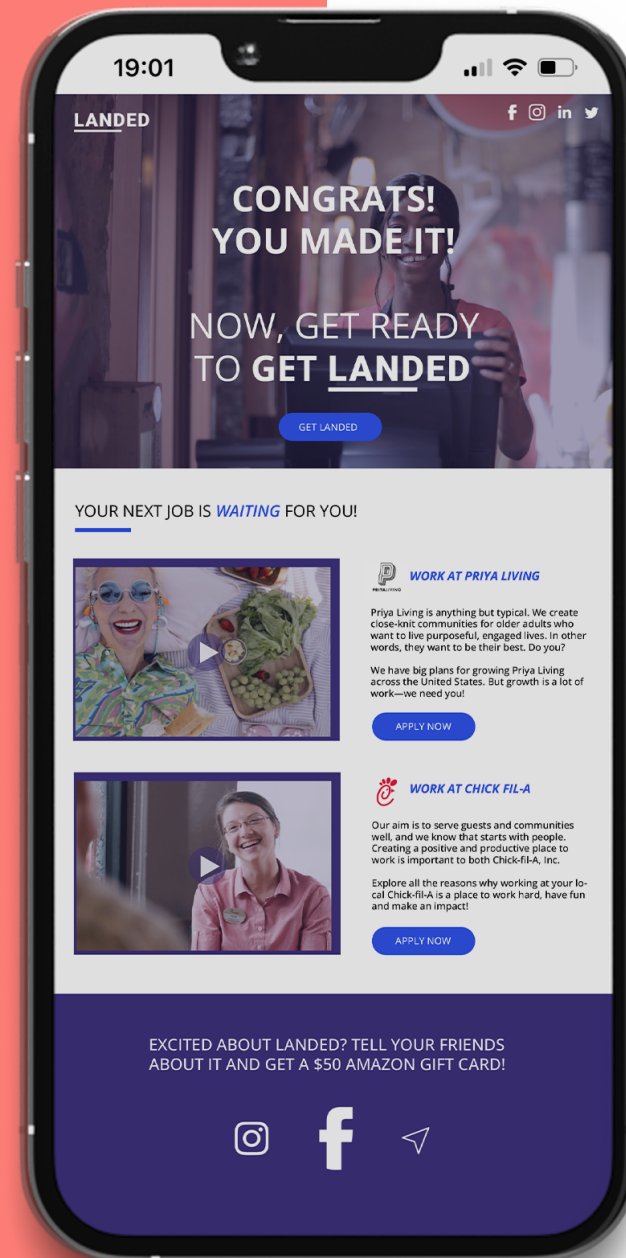 19:01
LANDED
CONGRATS!
YOU MADE IT!
NOW, GET READY
TO GET LANDED
GET LANDED
YOUR NEXT JOB IS WAITING FOR YOU!
PRIYALIVING
WORK AT PRIYA LIVING
Priya Living is anything but typical. We create
close-knit communities for older adults who
want to live purposeful, engaged lives. In other
words, they want to be their best. Do you?
We have big plans for growing Priya Living
across the United States. But growth is a lot of
work—we need you!
APPLY NOW
WORK AT CHICK FIL-A
Our aim is to serve guests and communities
well, and we know that starts with people.
Creating a positive and productive place to
work is important to both Chick-fil-A, Inc.
Explore all the reasons why working at your lo-
cal Chick-fil-A is a place to work hard, have fun
and make an impact!
APPLY NOW
EXCITED ABOUT LANDED? TELL YOUR FRIENDS
ABOUT IT AND GET A $50 AMAZON GIFT CARD!